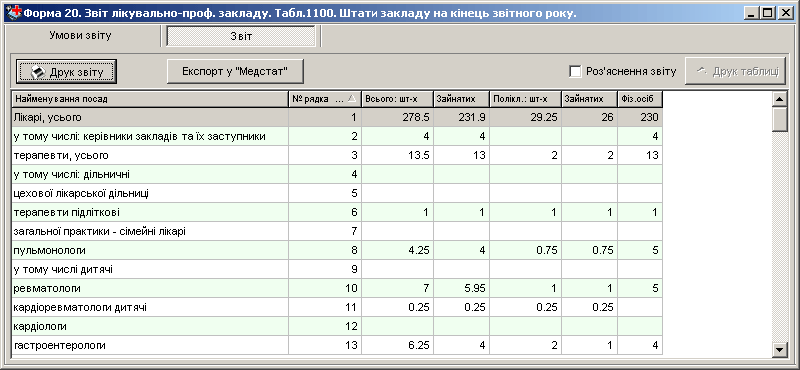 Форма 20. Звіт лікувально-проф. закладу. Табл.1100. Штати закладу на кінець звітного року.
Умови звіту Звіт
Друк звіту Експорт у "Медстат" Роз'яснення звіту Друк таблиці
Найменування посад № рядка ... Всього: шт-х Зайнятих Полікл.: шт-х Зайнятих Фіз.осіб
Лікарі, усього 1 278.5 231.9 29.25 26 230
у тому числі: керівники закладів та їх заступники 2 4 4 4
терапевти, усього 3 13.5 13 2 2 13
у тому числі: дільничні 4
цехової лікарської дільниці 5
терапевти підліткові 6 1 1 1 1 1
загальної практики - сімейні лікарі 7
пульмонологи 8 4.25 4 0.75 0.75 5
у тому числі дитячі 9
ревматологи 10 7 5.95 1 1 5
кардіоревматологи дитячі 11 0.25 0.25 0.25 0.25
кардіологи 12
гастроентерологи 13 6.25 4 2 1 4